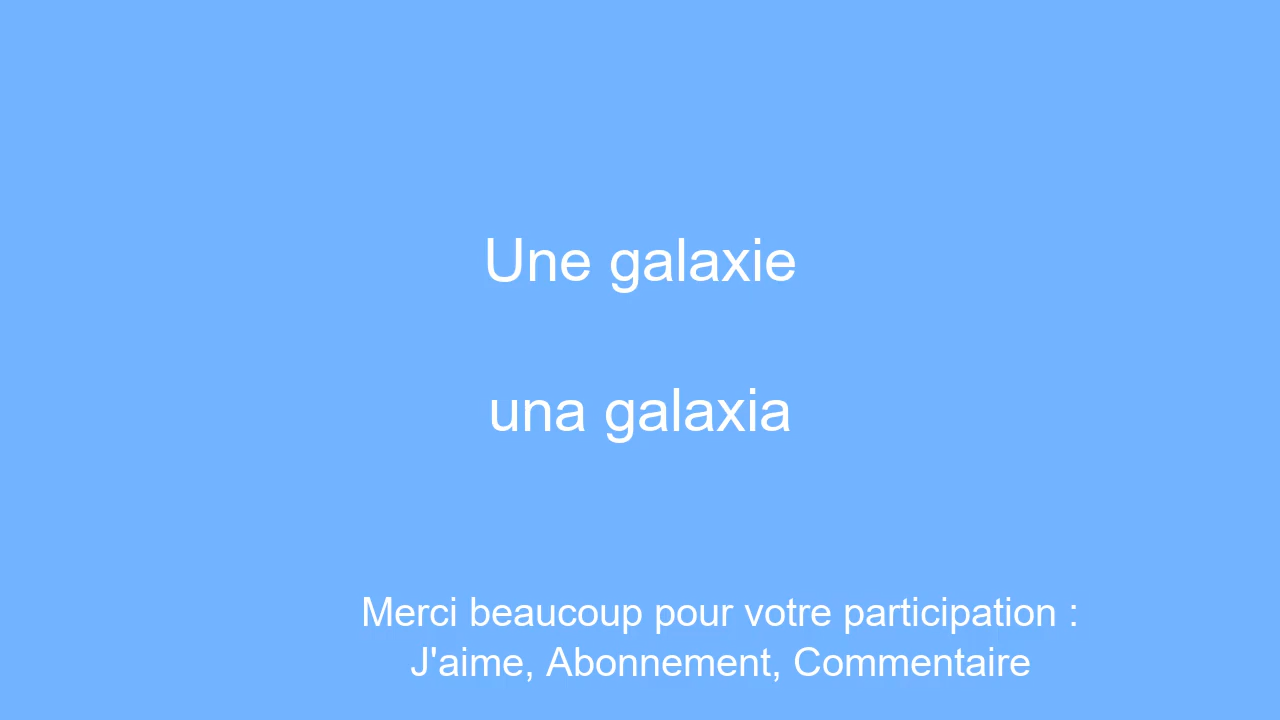 Une galaxie
una galaxia
Merci beaucoup pour votre participation :
J'aime, Abonnement, Commentaire